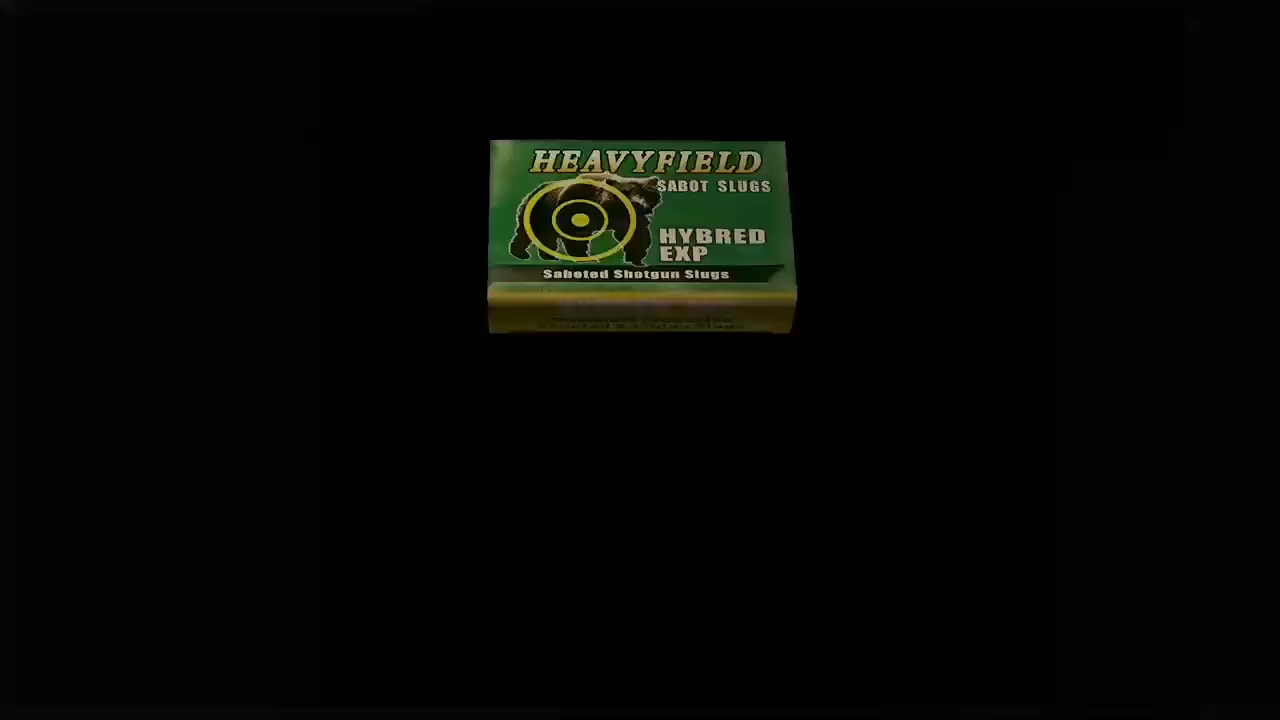 HEAVYFIELD
SABOT SLUGS
HYBRED
EXP
Saboted Shotgun Slugs